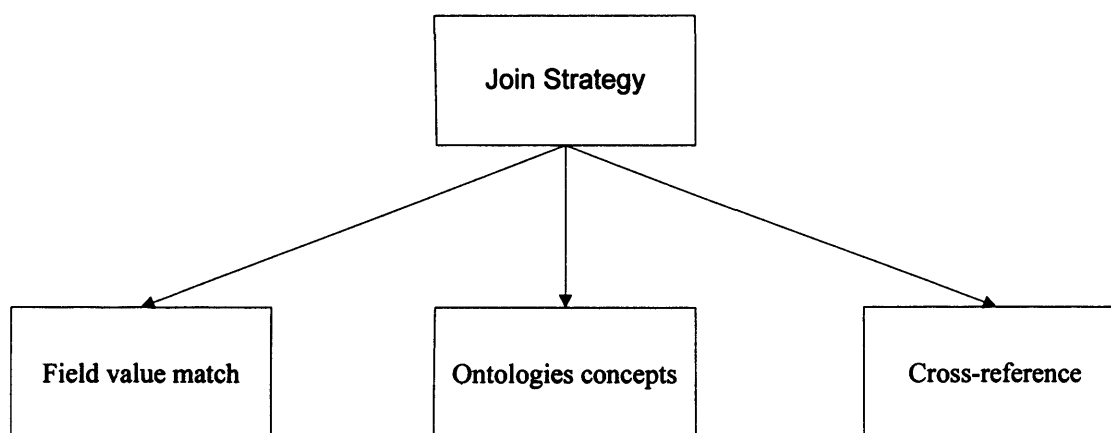 Join Strategy
Field value match
Ontologies concepts
Cross-reference